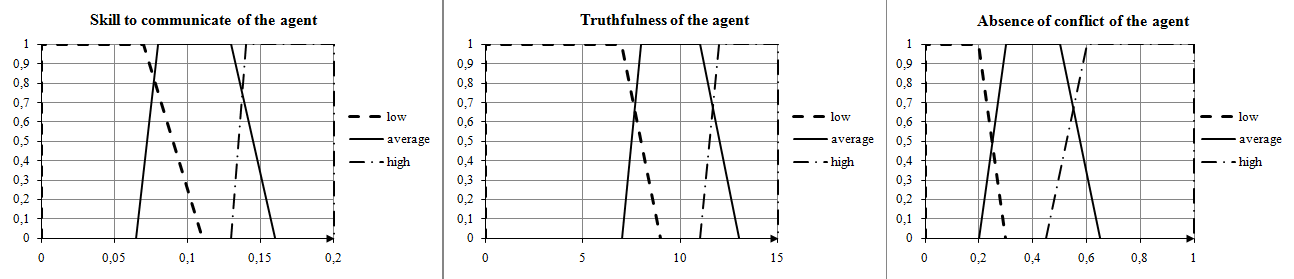 Skill to communicate of the agent
1
0,9
0,8
0,7
0,6
0,5
0,4
0,3
0,2
0,1
0
0 0,05 0,1 0,15 0,2
low
average
high
Truthfulness of the agent
1
0,9
0,8
0,7
0,6
0,5
0,4
0,3
0,2
0,1
0
0 5 10 15
low
average
high
Absence of conflict of the agent
1
0,9
0,8
0,7
0,6
0,5
0,4
0,3
0,2
0,1
0
0 0,2 0,4 0,6 0,8 1
low
average
high